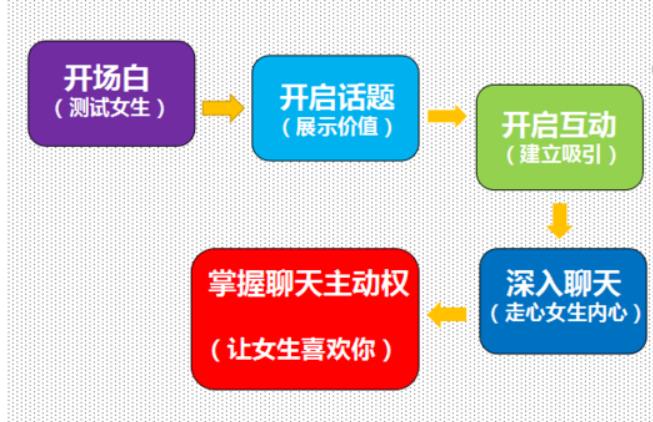 开场白
（测试女生）
开启话题
（展示价值）
开启互动
（建立吸引）
深入聊天
（走心女生内心）
掌握聊天主动权
（让女生喜欢你）